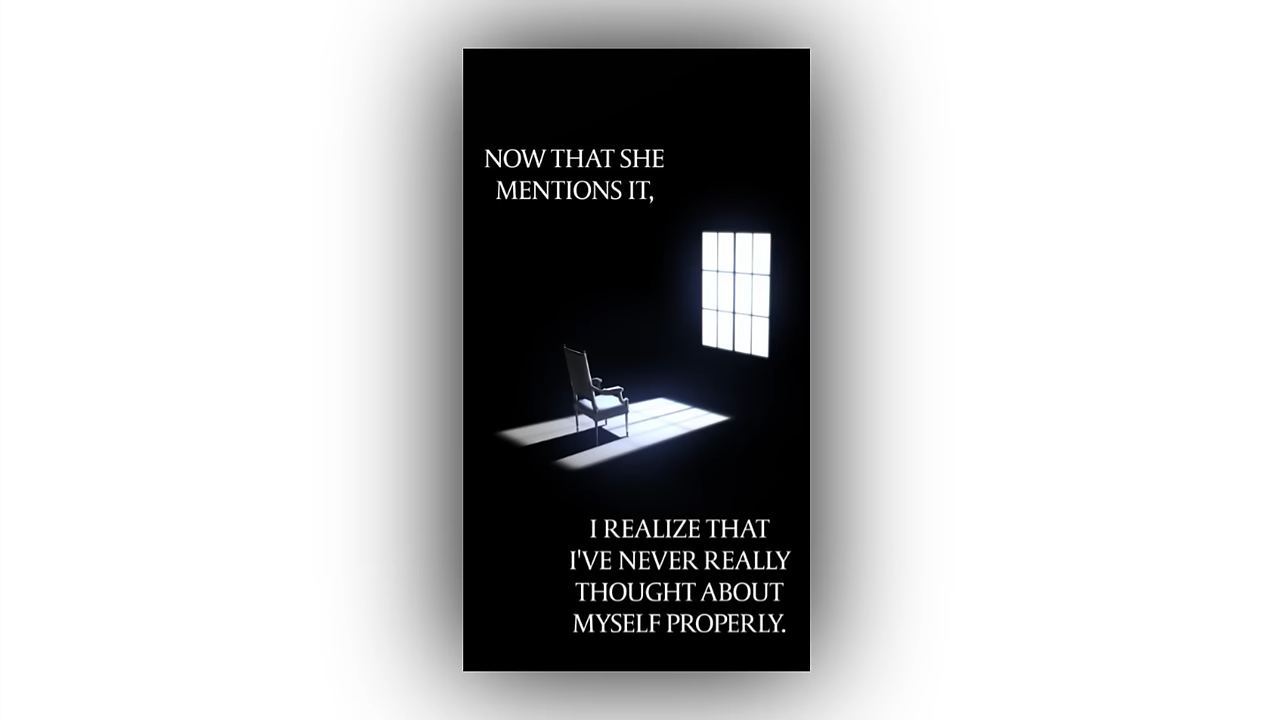 NOW THAT SHE
MENTIONS IT,
I REALIZE THAT
I'VE NEVER REALLY
THOUGHT ABOUT
MYSELF PROPERLY.